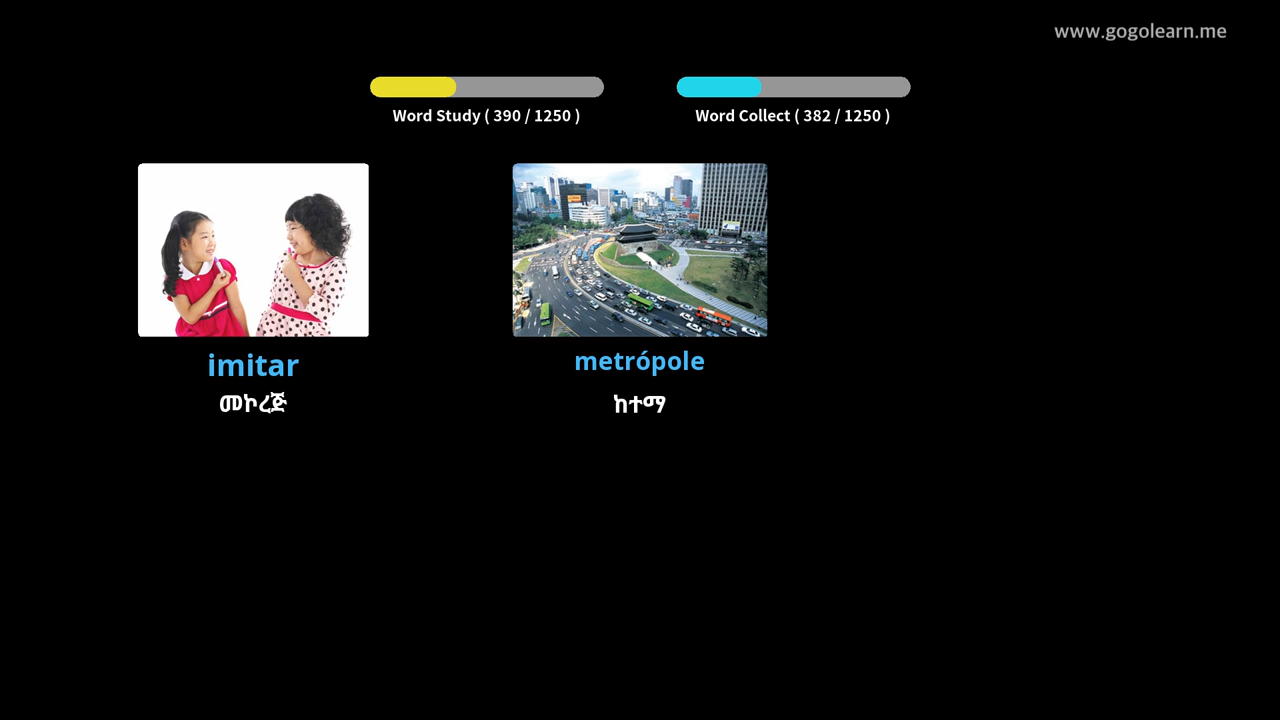 www.gogolearn.me
Word Study ( 390 / 1250 )
Word Collect ( 382 / 1250 )
imitar
መኮረጅ
metrópole
ከተማ